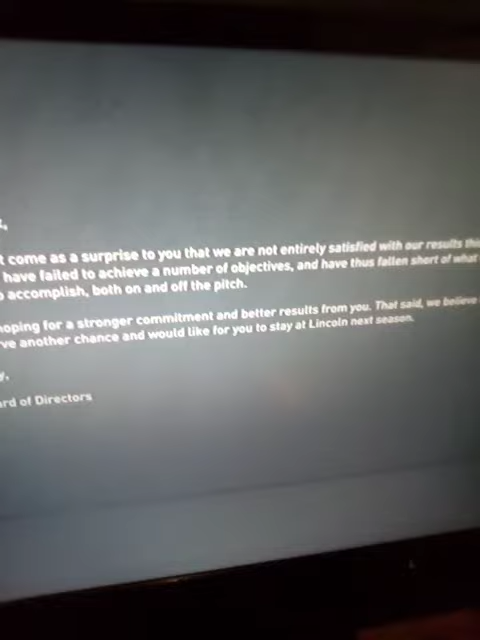 t come as a surprise to you that we are not entirely satisfied with our results
have failed to achieve a number of objectives, and have thus fallen short of what
accomplish, both on and off the pitch.
oping for a stronger commitment and better results from you. That said, we believe
ve another chance and would like for you to stay at Lincoln next season.
y,
ard of Directors